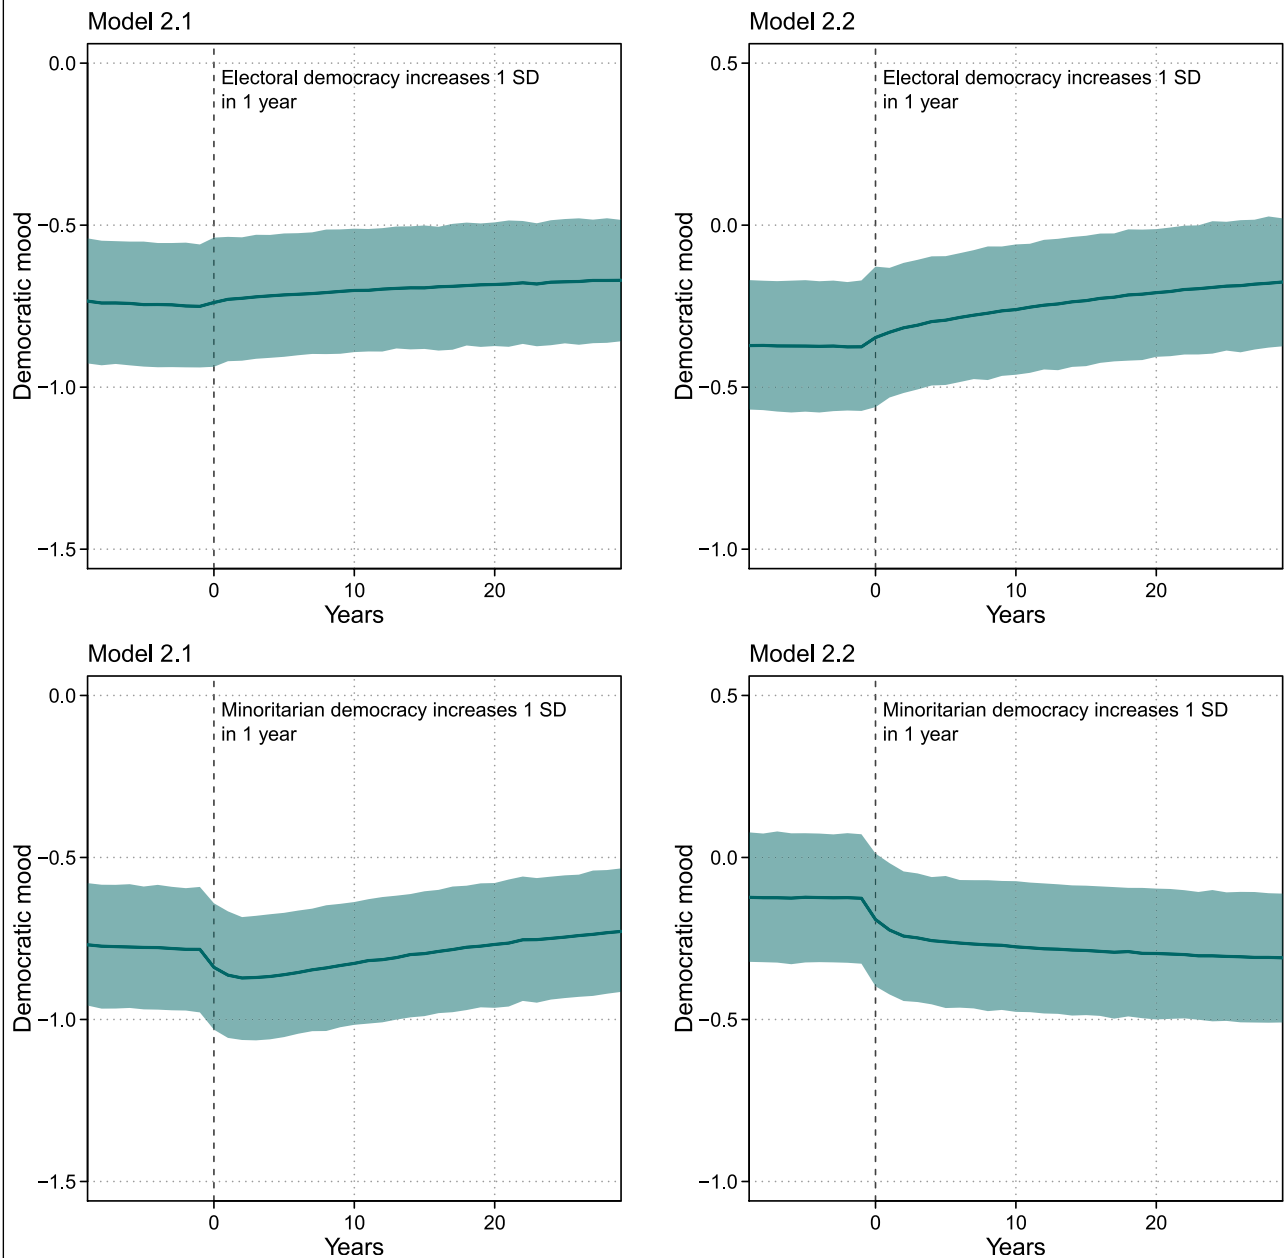 Model 2.1
Electoral democracy increases 1 SD
in 1 year
Democratic mood
0.0
−0.5
−1.0
−1.5
0
10
20
Years
Model 2.2
Electoral democracy increases 1 SD
in 1 year
Democratic mood
0.5
0.0
−0.5
−1.0
0
10
20
Years
Model 2.1
Minoritarian democracy increases 1 SD
in 1 year
Democratic mood
0.0
−0.5
−1.0
−1.5
0
10
20
Years
Model 2.2
Minoritarian democracy increases 1 SD
in 1 year
Democratic mood
0.5
0.0
−0.5
−1.0
0
10
20
Years